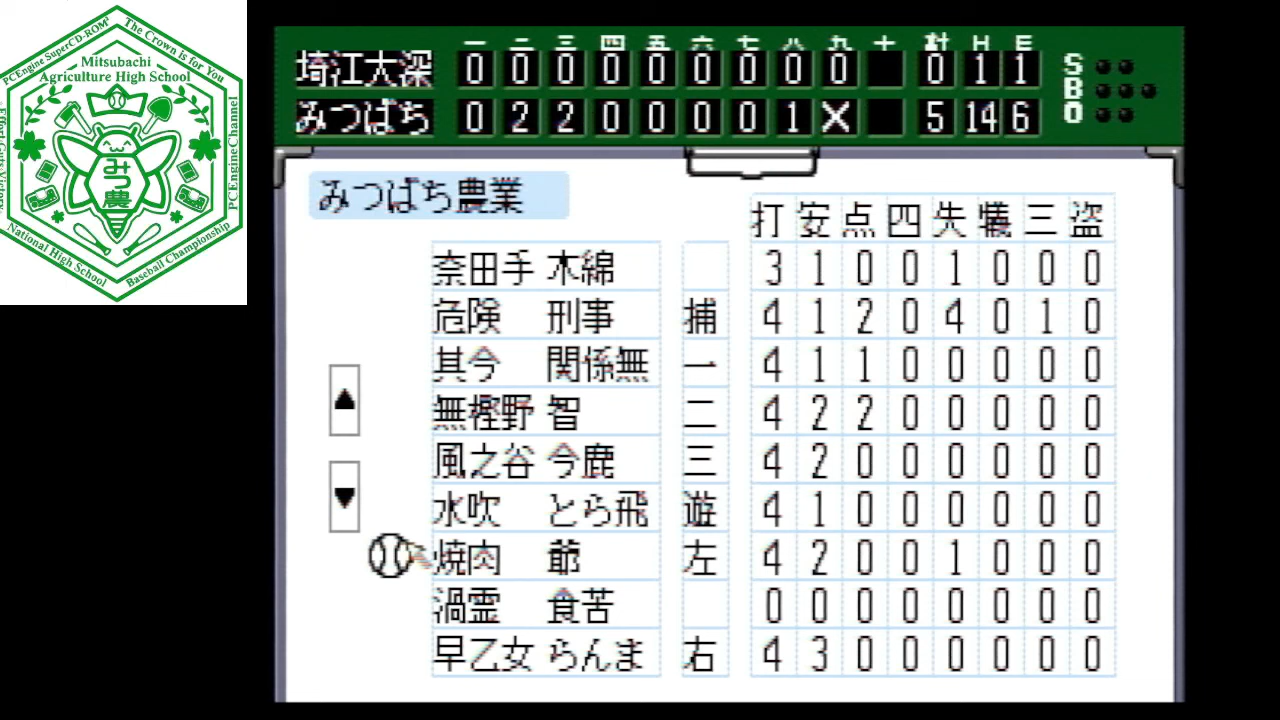 PCEngine SuperCD-ROM²
The Crown is for You
Mitsubachi
Agriculture High School
みつ農
Effort・Guts・Victory
PCEngineChannel
National High School
Baseball Championship
一 二 三 四 五 六 七 八 九 十 計 H E
埼江大深 0 0 0 0 0 0 0 0 0 0 1 1
みつばち 0 2 2 0 0 0 0 1 X 5 14 6
S
B
O
みつばち農業
打 安 点 四 失 犠 三 盗
奈田手 木綿 3 1 0 0 1 0 0 0
危険 刑事 捕 4 1 2 0 4 0 1 0
其今 関係無 一 4 1 1 0 0 0 0 0
無樫野 智 二 4 2 2 0 0 0 0 0
風之谷 今鹿 三 4 2 0 0 0 0 0 0
水吹 とら飛 遊 4 1 0 0 0 0 0 0
焼肉 爺 左 4 2 0 0 1 0 0 0
渦霊 食苦 0 0 0 0 0 0 0 0
早乙女 らんま 右 4 3 0 0 0 0 0 0